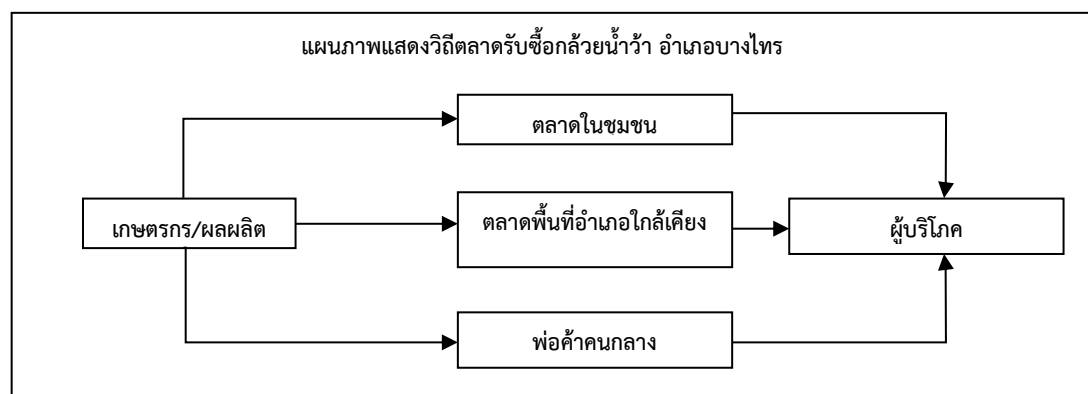 แผนภาพแสดงวิถีตลาดรับซื้อกล้วยน้ำว้า อำเภอบางไทร
ตลาดในชุมชน
เกษตรกร/ผลผลิต
ตลาดพื้นที่อำเภอใกล้เคียง
ผู้บริโภค
พ่อค้าคนกลาง